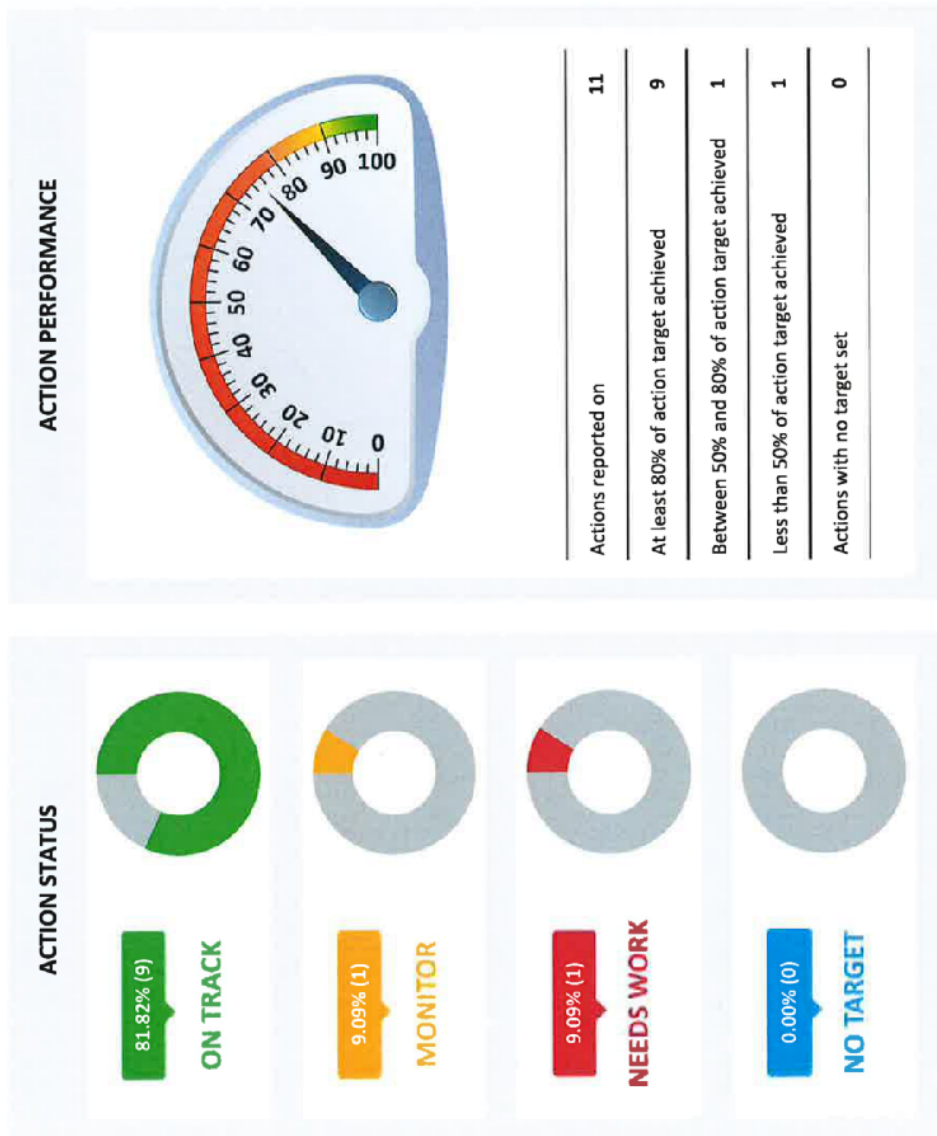 ACTION STATUS
81.82% (9)
ON TRACK
9.09% (1)
MONITOR
9.09% (1)
NEEDS WORK
0.00% (0)
NO TARGET
ACTION PERFORMANCE
0
10
20
30
40
50
60
70
80
90
100
Actions reported on 11
At least 80% of action target achieved 9
Between 50% and 80% of action target achieved 1
Less than 50% of action target achieved 1
Actions with no target set 0